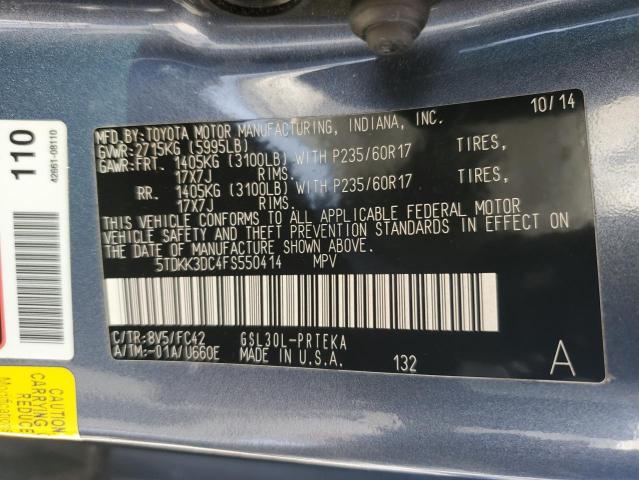 10/14
MFD.BY:TOYOTA MOTOR MANUFACTURING, INDIANA, INC.
GVWR:2715KG (5995LB)
GAWR:FRT. 1405KG (3100LB) WITH P235/60R17 TIRES,
17X7J RIMS.
RR. 1405KG (3100LB) WITH P235/60R17 TIRES,
17X7J RIMS.
THIS VEHICLE CONFORMS TO ALL APPLICABLE FEDERAL MOTOR
VEHICLE SAFETY AND THEFT PREVENTION STANDARDS IN EFFECT ON
THE DATE OF MANUFACTURE SHOWN ABOVE.
5TDKK3DC4FS550414 MPV
C/TR:8V5/FC42 GSL30L-PRTEKA
A/TM:-01A/U660E MADE IN U.S.A. 132 A
110
42661-08110
CAUTION
CARRYING
REDUCE